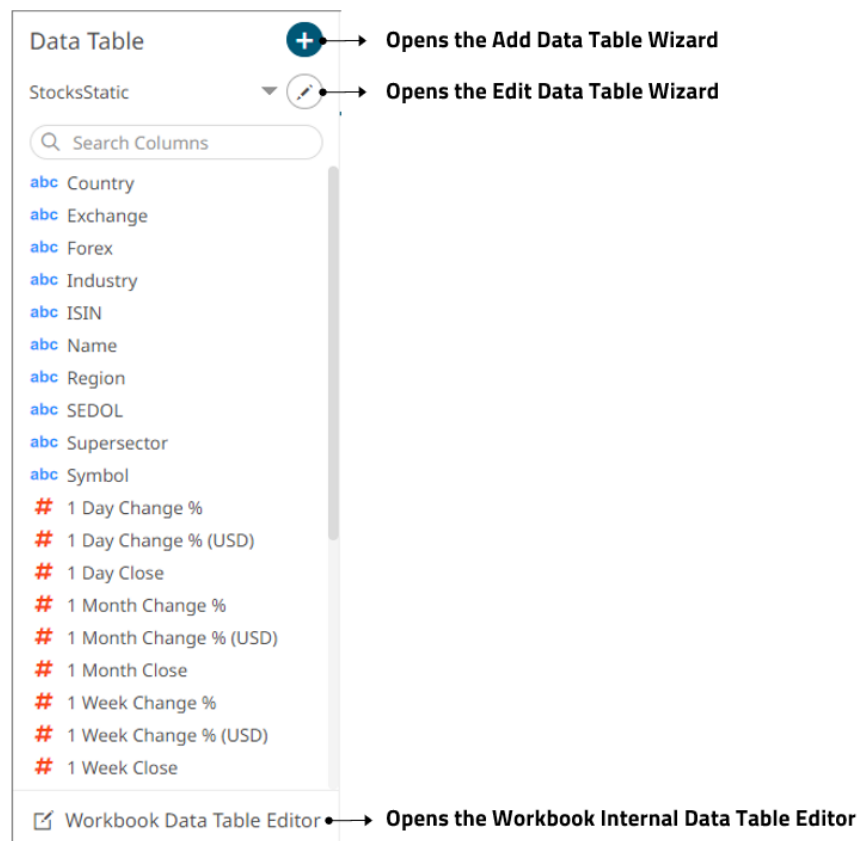 Data Table
Opens the Add Data Table Wizard
StocksStatic
Opens the Edit Data Table Wizard
Search Columns
abc Country
abc Exchange
abc Forex
abc Industry
abc ISIN
abc Name
abc Region
abc SEDOL
abc Supersector
abc Symbol
# 1 Day Change %
# 1 Day Change % (USD)
# 1 Day Close
# 1 Month Change %
# 1 Month Change % (USD)
# 1 Month Close
# 1 Week Change %
# 1 Week Change % (USD)
# 1 Week Close
Workbook Data Table Editor
Opens the Workbook Internal Data Table Editor